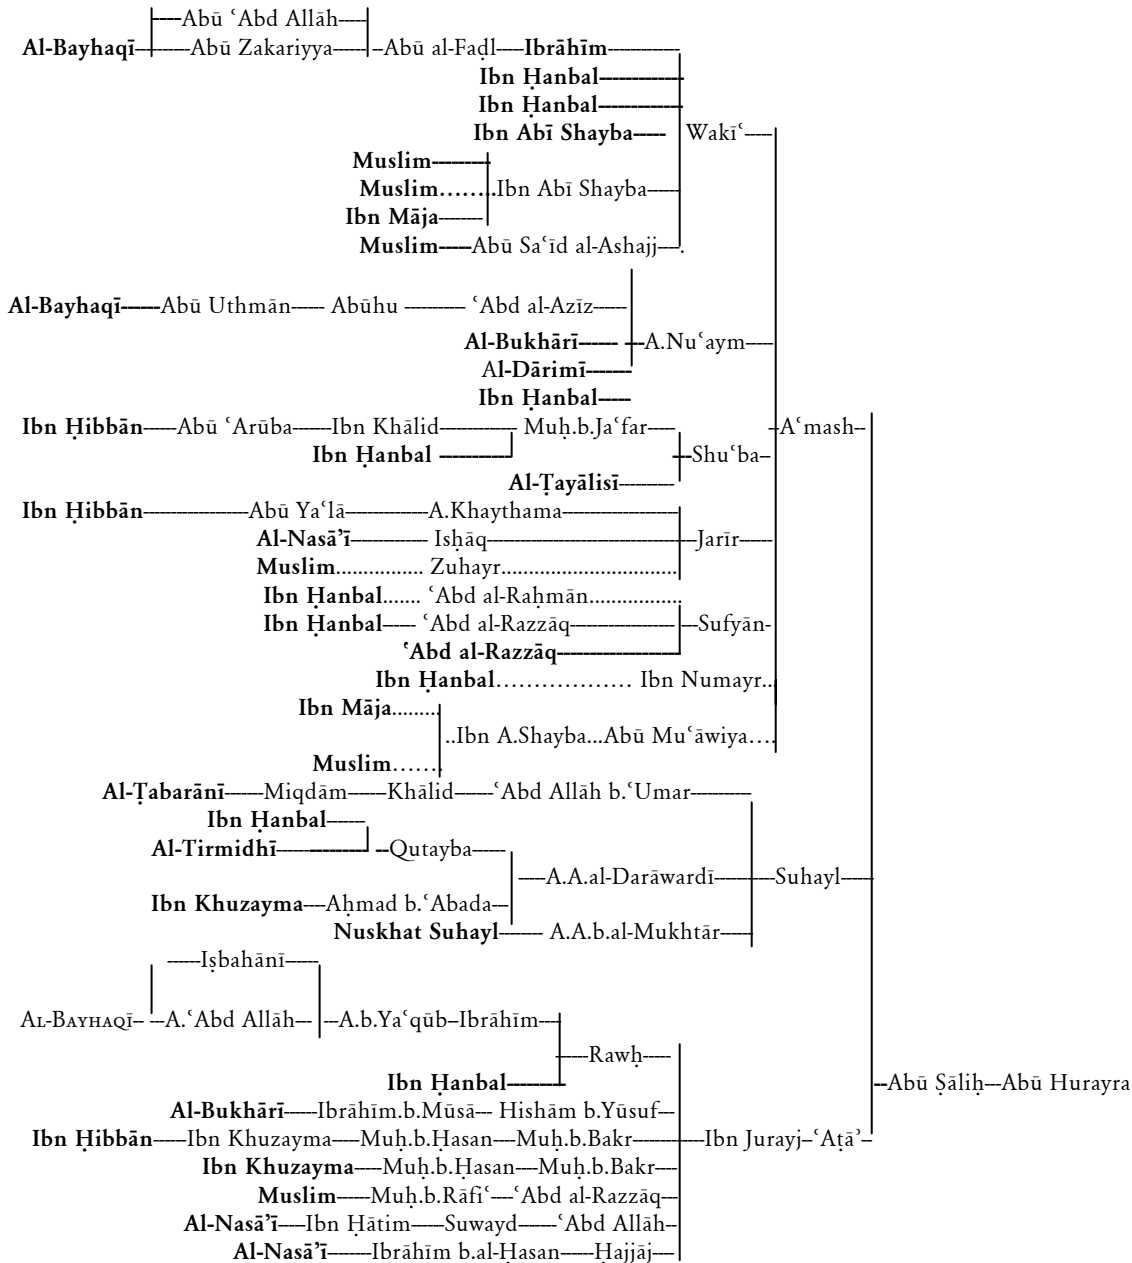 Abū ʿAbd Allāh
Al-Bayhaqī Abū Zakariyya Abū al-Faḍl Ibrāhīm
Ibn Ḥanbal
Ibn Ḥanbal
Ibn Abī Shayba Wakīʿ
Muslim
Muslim........ Ibn Abī Shayba
Ibn Māja
Muslim Abū Saʿīd al-Ashajj
Al-Bayhaqī Abū Uthmān Abūhu ʿAbd al-Azīz
Al-Bukhārī A.Nuʿaym
Al-Dārimī
Ibn Ḥanbal
Ibn Ḥibbān Abū ʿArūba Ibn Khālid Muḥ.b.Jaʿfar Aʿmash
Ibn Ḥanbal Shuʿba
Al-Ṭayālisī
Ibn Ḥibbān Abū Yaʿlā A.Khaythama
Al-Nasā’ī Isḥāq Jarīr
Muslim................ Zuhayr................................
Ibn Ḥanbal....... ʿAbd al-Raḥmān.................
Ibn Ḥanbal ʿAbd al-Razzāq Sufyān
ʿAbd al-Razzāq
Ibn Ḥanbal.................. Ibn Numayr..
Ibn Māja.........
..Ibn A.Shayba...Abū Muʿāwiya....
Muslim.......
Al-Ṭabarānī Miqdām Khālid ʿAbd Allāh b.ʿUmar
Ibn Ḥanbal
Al-Tirmidhī Qutayba
A.A.al-Darāwardī Suhayl
Ibn Khuzayma Aḥmad b.ʿAbada
Nuskhat Suhayl A.A.b.al-Mukhtār
Iṣbahānī
Al-Bayhaqī A.ʿAbd Allāh A.b.Yaʿqūb Ibrāhīm
Rawḥ
Ibn Ḥanbal Abū Ṣāliḥ Abū Hurayra
Al-Bukhārī Ibrāhīm.b.Mūsā Hishām b.Yūsuf
Ibn Ḥibbān Ibn Khuzayma Muḥ.b.Ḥasan Muḥ.b.Bakr Ibn Jurayj ʿAṭāʾ
Ibn Khuzayma Muḥ.b.Ḥasan Muḥ.b.Bakr
Muslim Muḥ.b.Rāfiʿ ʿAbd al-Razzāq
Al-Nasā’ī Ibn Ḥātim Suwayd ʿAbd Allāh
Al-Nasā’ī Ibrāhīm b.al-Ḥasan Ḥajjāj